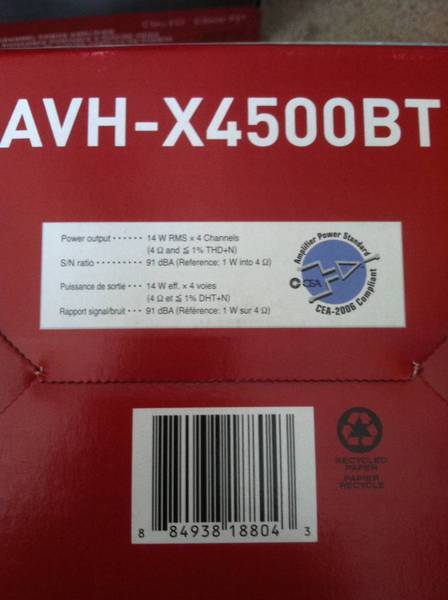 AVH-X4500BT
Power output ······ 14 W RMS × 4 Channels
(4 Ω and ≦ 1% THD+N)
S/N ratio ············ 91 dBA (Reference: 1 W into 4 Ω)
Puissance de sortie ··· 14 W eff. × 4 voies
(4 Ω et ≦ 1% DHT+N)
Rapport signal/bruit ··· 91 dBA (Référence: 1 W sur 4 Ω)
Amplifier Power Standard
CEA
CEA-2006 Compliant
RECYCLED
PAPER
PAPIER
RECYCLÉ
8 84938 18804 3